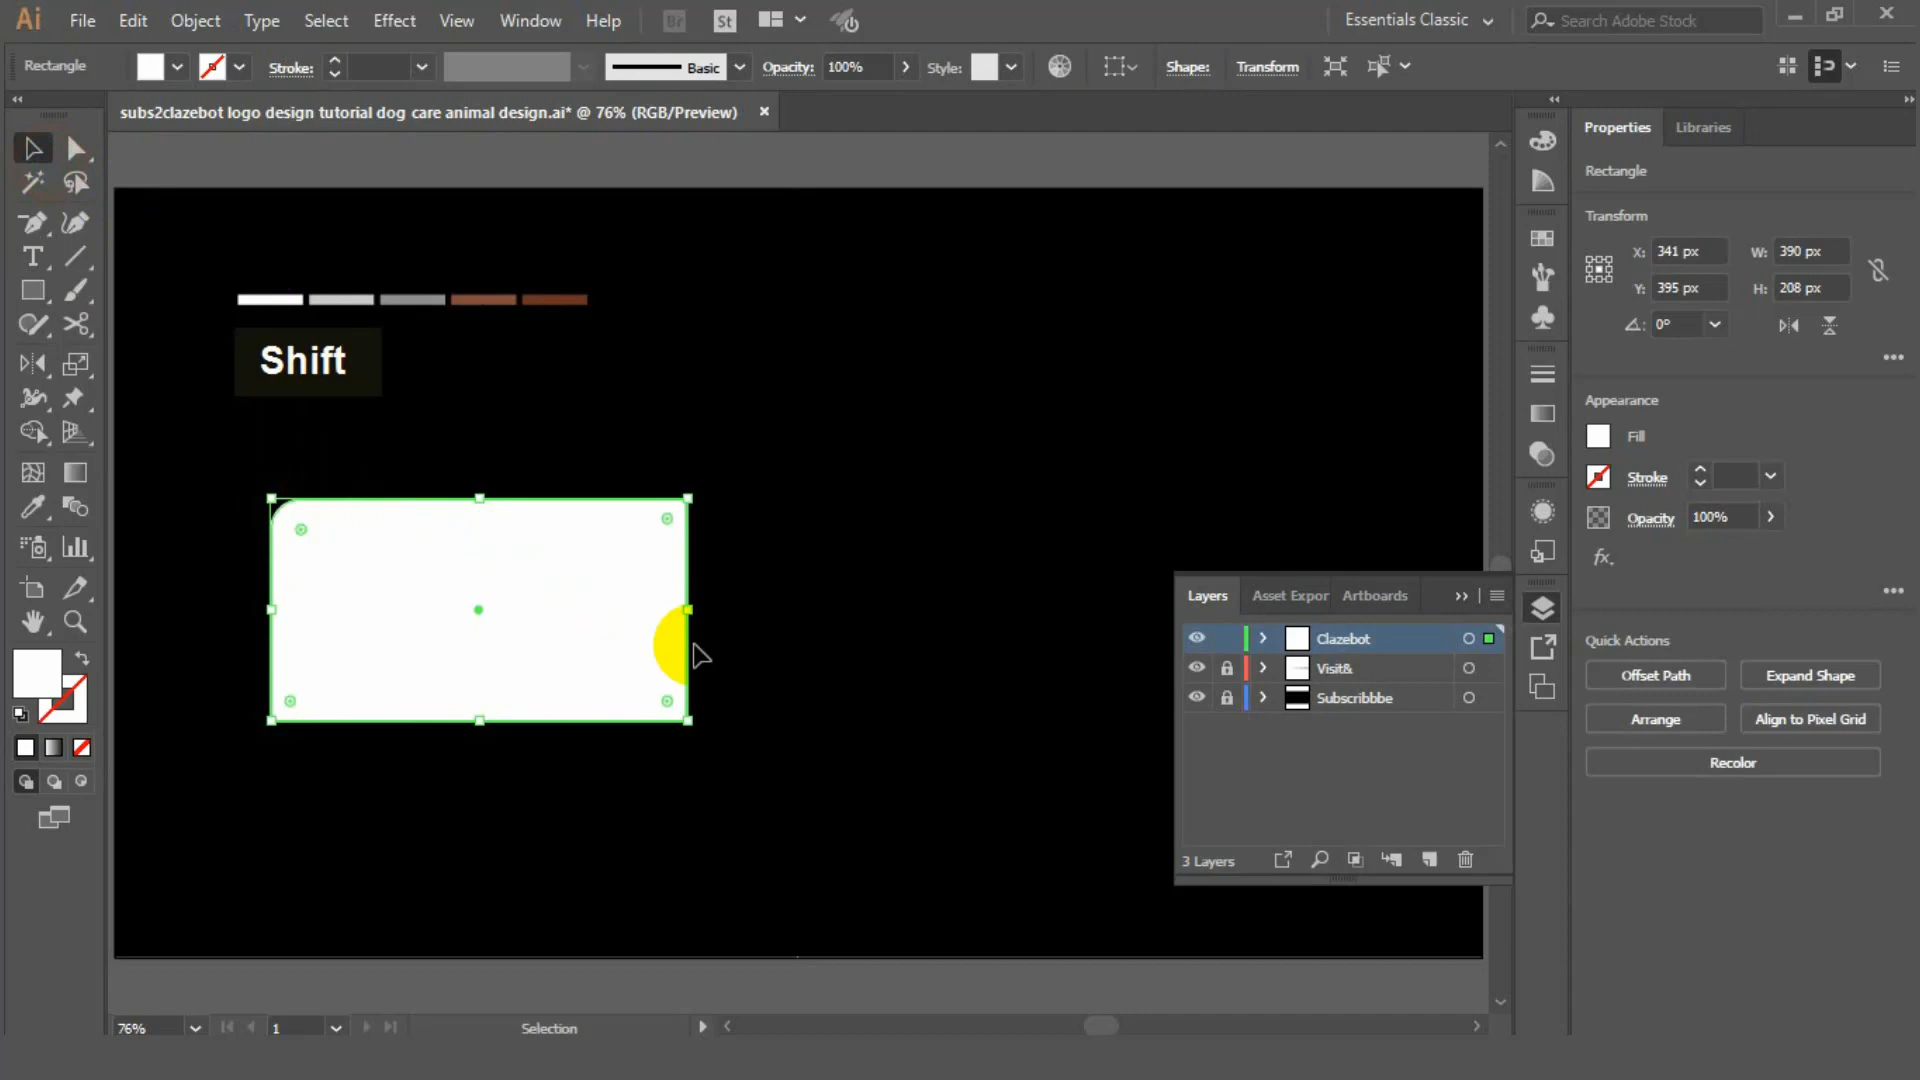 Ai File Edit Object Type Select Effect View Window Help Br St Essentials Classic Search Adobe Stock
Rectangle Stroke: Basic Opacity: 100% Style: Shape: Transform
subs2clazebot logo design tutorial dog care animal design.ai* @ 76% (RGB/Preview)
Properties Libraries
Rectangle
Transform
X: 341 px W: 390 px
Y: 395 px H: 208 px
0°
Shift
Appearance
Fill
Stroke
Opacity 100%
fx.
Layers Asset Expor Artboards
Clazebot
Visit&
Subscribbbe
3 Layers
Quick Actions
Offset Path Expand Shape
Arrange Align to Pixel Grid
Recolor
76% 1 Selection